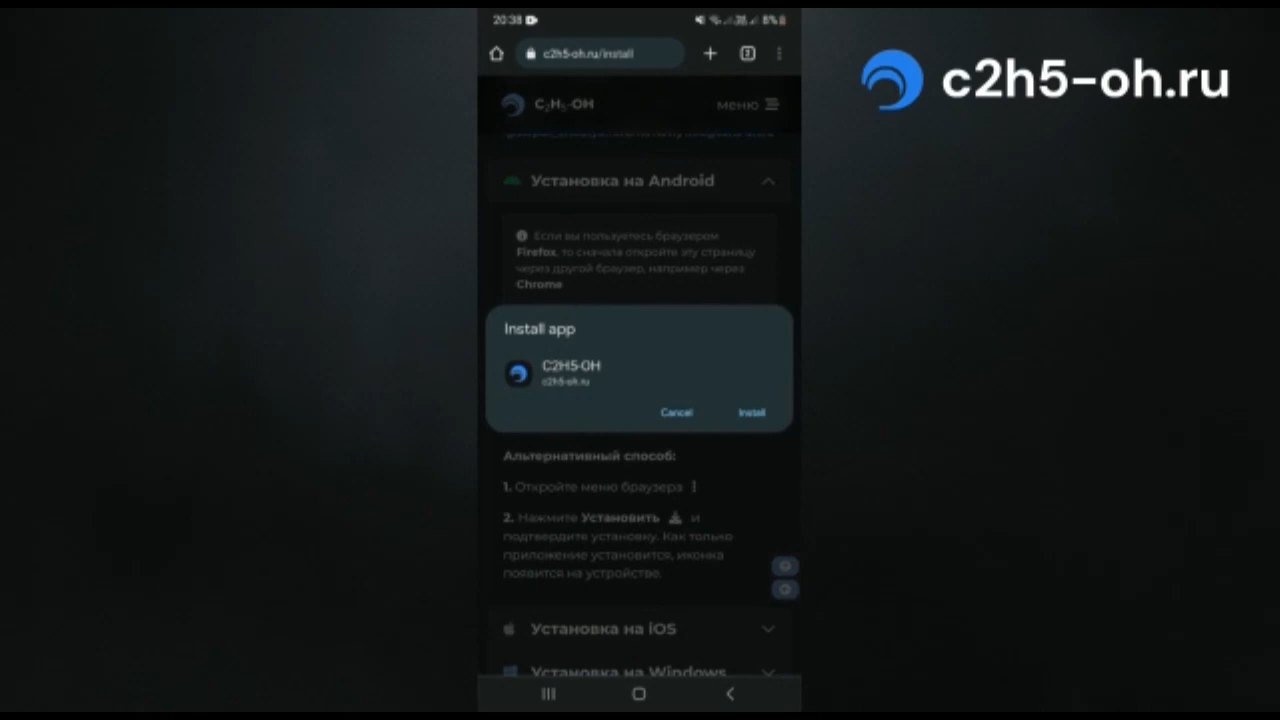 20:38
8%
c2h5-oh.ru/install
c2h5-oh.ru
C₂H₅-OH
меню
Установка на Android
Если вы пользуетесь браузером
Firefox, то сначала откройте эту страницу
через другой браузер, например через
Chrome
Install app
C2H5-OH
c2h5-oh.ru
Cancel
Install
Альтернативный способ:
1. Откройте меню браузера
2. Нажмите Установить и
подтвердите установку. Как только
приложение установится, иконка
появится на устройстве.
Установка на iOS
Установка на Windows